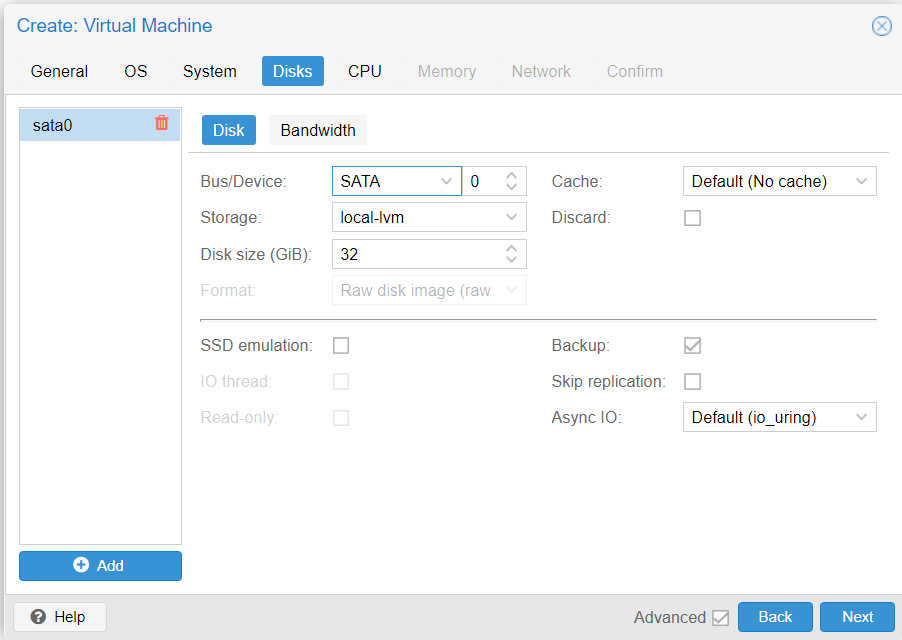 Create: Virtual Machine
General OS System Disks CPU Memory Network Confirm
sata0
Disk Bandwidth
Bus/Device: SATA 0 Cache: Default (No cache)
Storage: local-lvm Discard:
Disk size (GiB): 32
Format: Raw disk image (raw
SSD emulation: Backup:
IO thread: Skip replication:
Read-only: Async IO: Default (io_uring)
Add
Help Advanced Back Next